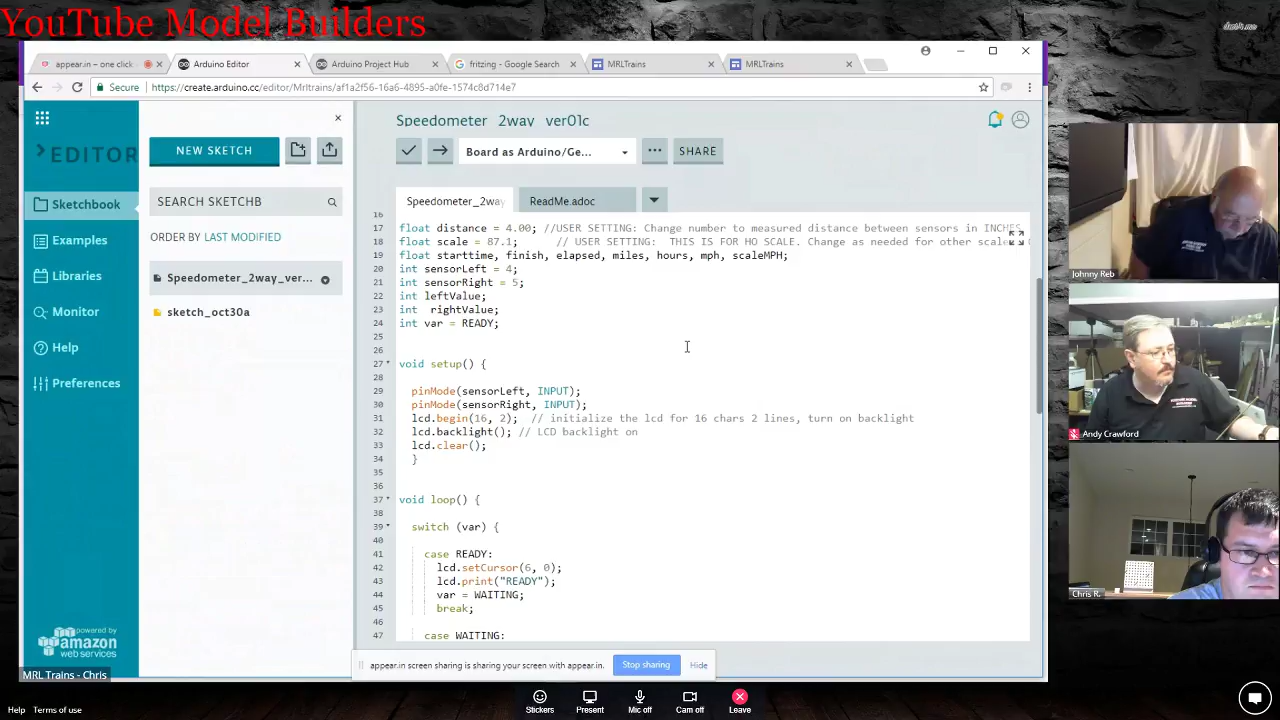 YouTube Model Builders
appear.in – one click
Arduino Editor
Arduino Project Hub
fritzing - Google Search
MRLTrains
MRLTrains
Secure
https://create.arduino.cc/editor/Mrltrains/af1a2f56-16a6-4895-a0fe-1574c8d714e7
EDITOR
Sketchbook
Examples
Libraries
Monitor
Help
Preferences
powered by
amazon
web services
MRL Trains - Chris
NEW SKETCH
SEARCH SKETCHB
ORDER BY LAST MODIFIED
Speedometer_2way_ver...
sketch_oct30a
Speedometer_2way_ver01c
Board as Arduino/Ge...
SHARE
Speedometer_2way
ReadMe.adoc
16
17 float distance = 4.00; //USER SETTING: Change number to measured distance between sensors in INCHES
18 float scale = 87.1; // USER SETTING: THIS IS FOR HO SCALE. Change as needed for other scale
19 float starttime, finish, elapsed, miles, hours, mph, scaleMPH;
20 int sensorLeft = 4;
21 int sensorRight = 5;
22 int leftValue;
23 int rightValue;
24 int var = READY;
25
26
27 void setup() {
28
29 pinMode(sensorLeft, INPUT);
30 pinMode(sensorRight, INPUT);
31 lcd.begin(16, 2); // initialize the lcd for 16 chars 2 lines, turn on backlight
32 lcd.backlight(); // LCD backlight on
33 lcd.clear();
34 }
35
36
37 void loop() {
38
39 switch (var) {
40
41 case READY:
42 lcd.setCursor(6, 0);
43 lcd.print("READY");
44 var = WAITING;
45 break;
46
47 case WAITING:
appear.in screen sharing is sharing your screen with appear.in.
Stop sharing
Hide
Johnny Reb
Andy Crawford
Chris R.
Help
Terms of use
Stickers
Present
Mic off
Cam off
Leave